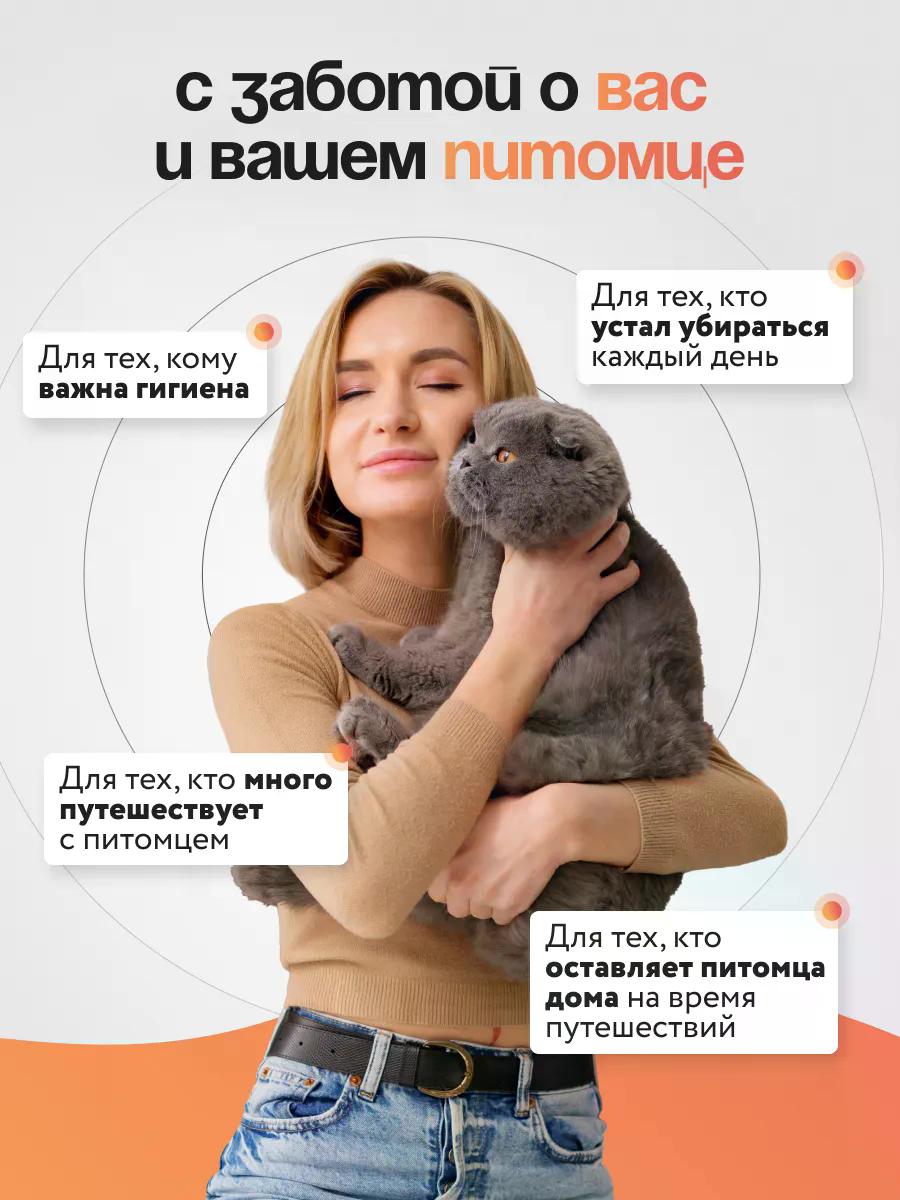 с заботой о вас
и вашем питомце
Для тех, кто
устал убираться
каждый день
Для тех, кому
важна гигиена
Для тех, кто много
путешествует
с питомцем
Для тех, кто
оставляет питомца
дома на время
путешествий